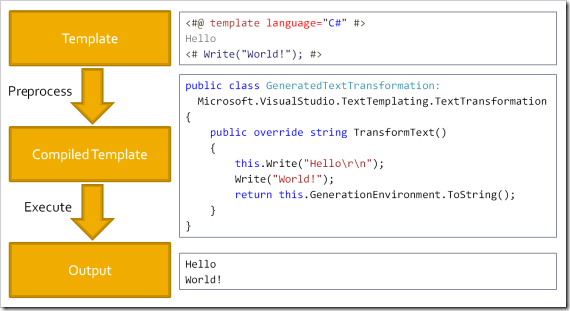 Template
<#@ template language="C#" #>
Hello
<# Write("World!"); #>
Preprocess
Compiled Template
public class GeneratedTextTransformation:
Microsoft.VisualStudio.TextTemplating.TextTransformation
{
public override string TransformText()
{
this.Write("Hello\r\n");
Write("World!");
return this.GenerationEnvironment.ToString();
}
}
Execute
Output
Hello
World!